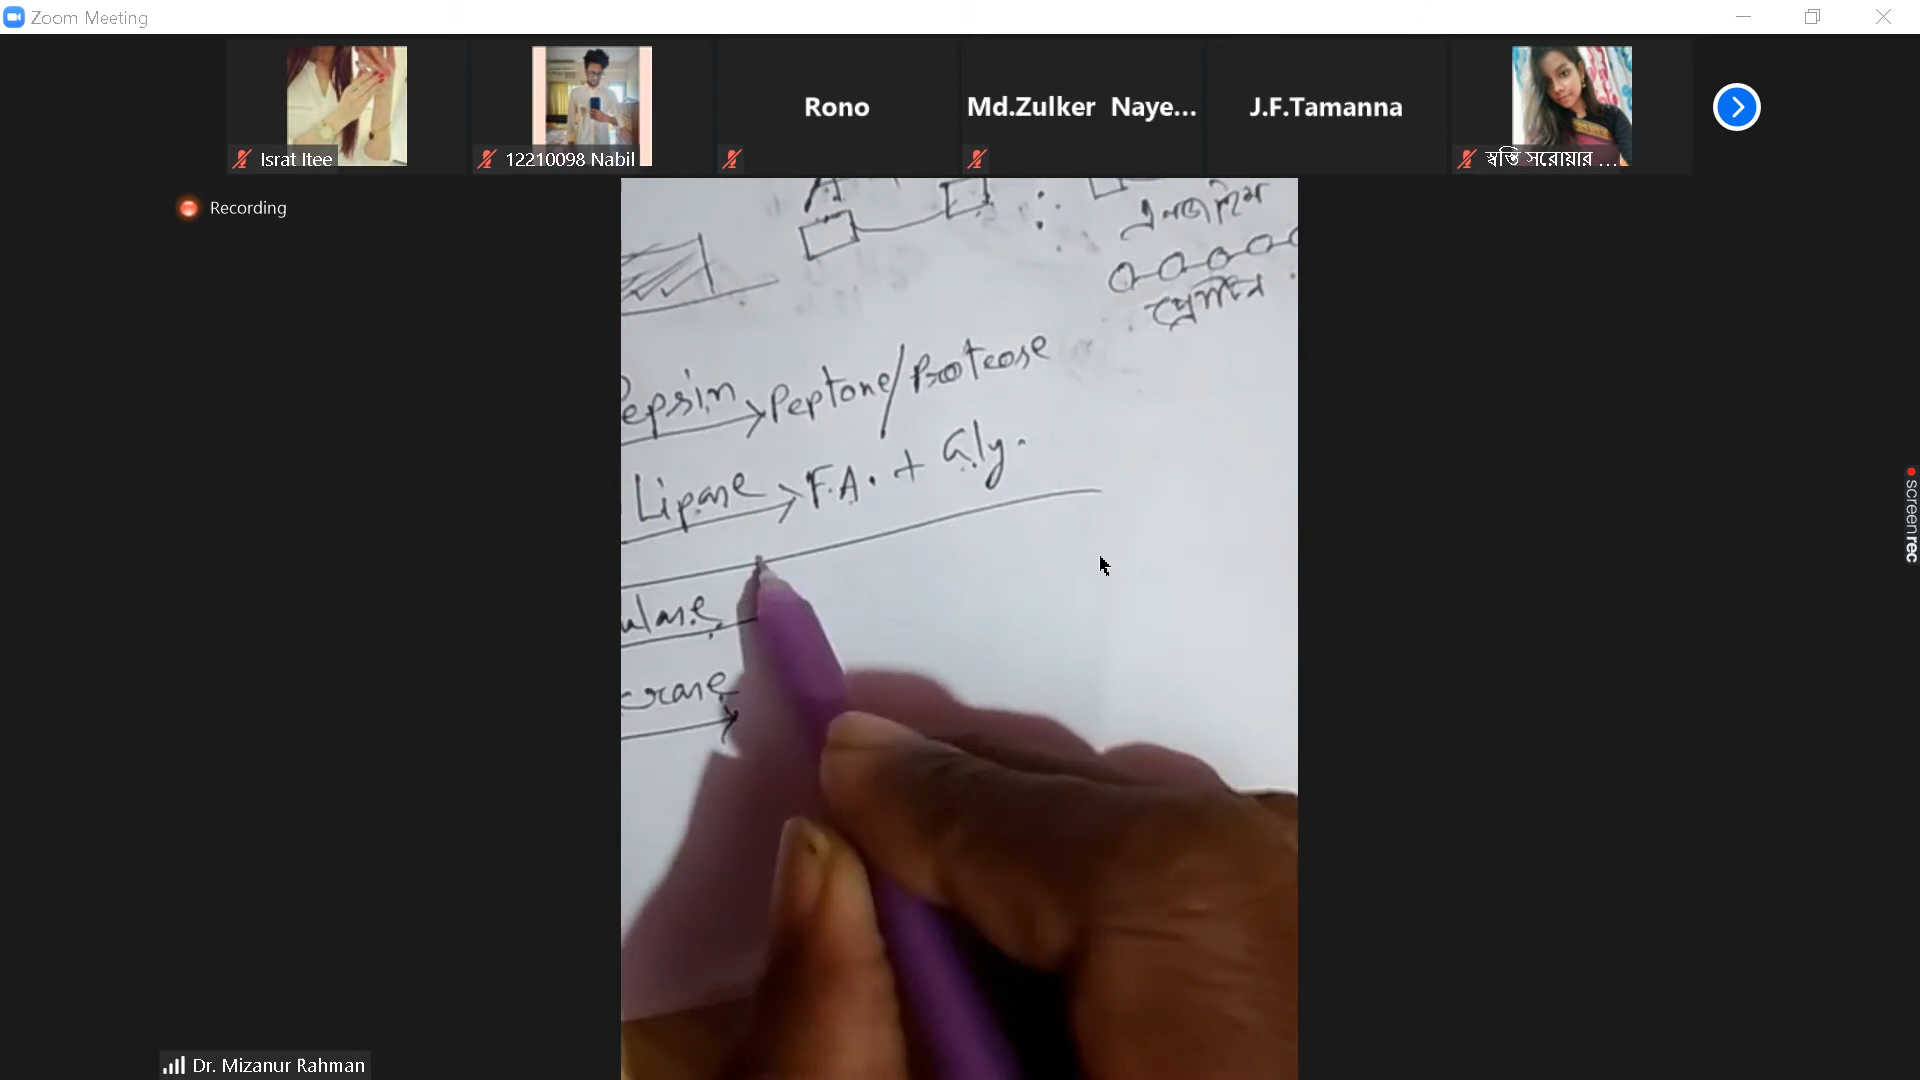 Zoom Meeting
Rono
Md.Zulker Naye...
J.F.Tamanna
Israt Itee
12210098 Nabil
স্বস্তি সরোয়ার ...
Recording
প্রোটিন
Pepsin → Peptone/Proteose
Lipase → F.A. + Gly.
screenrec
Dr. Mizanur Rahman